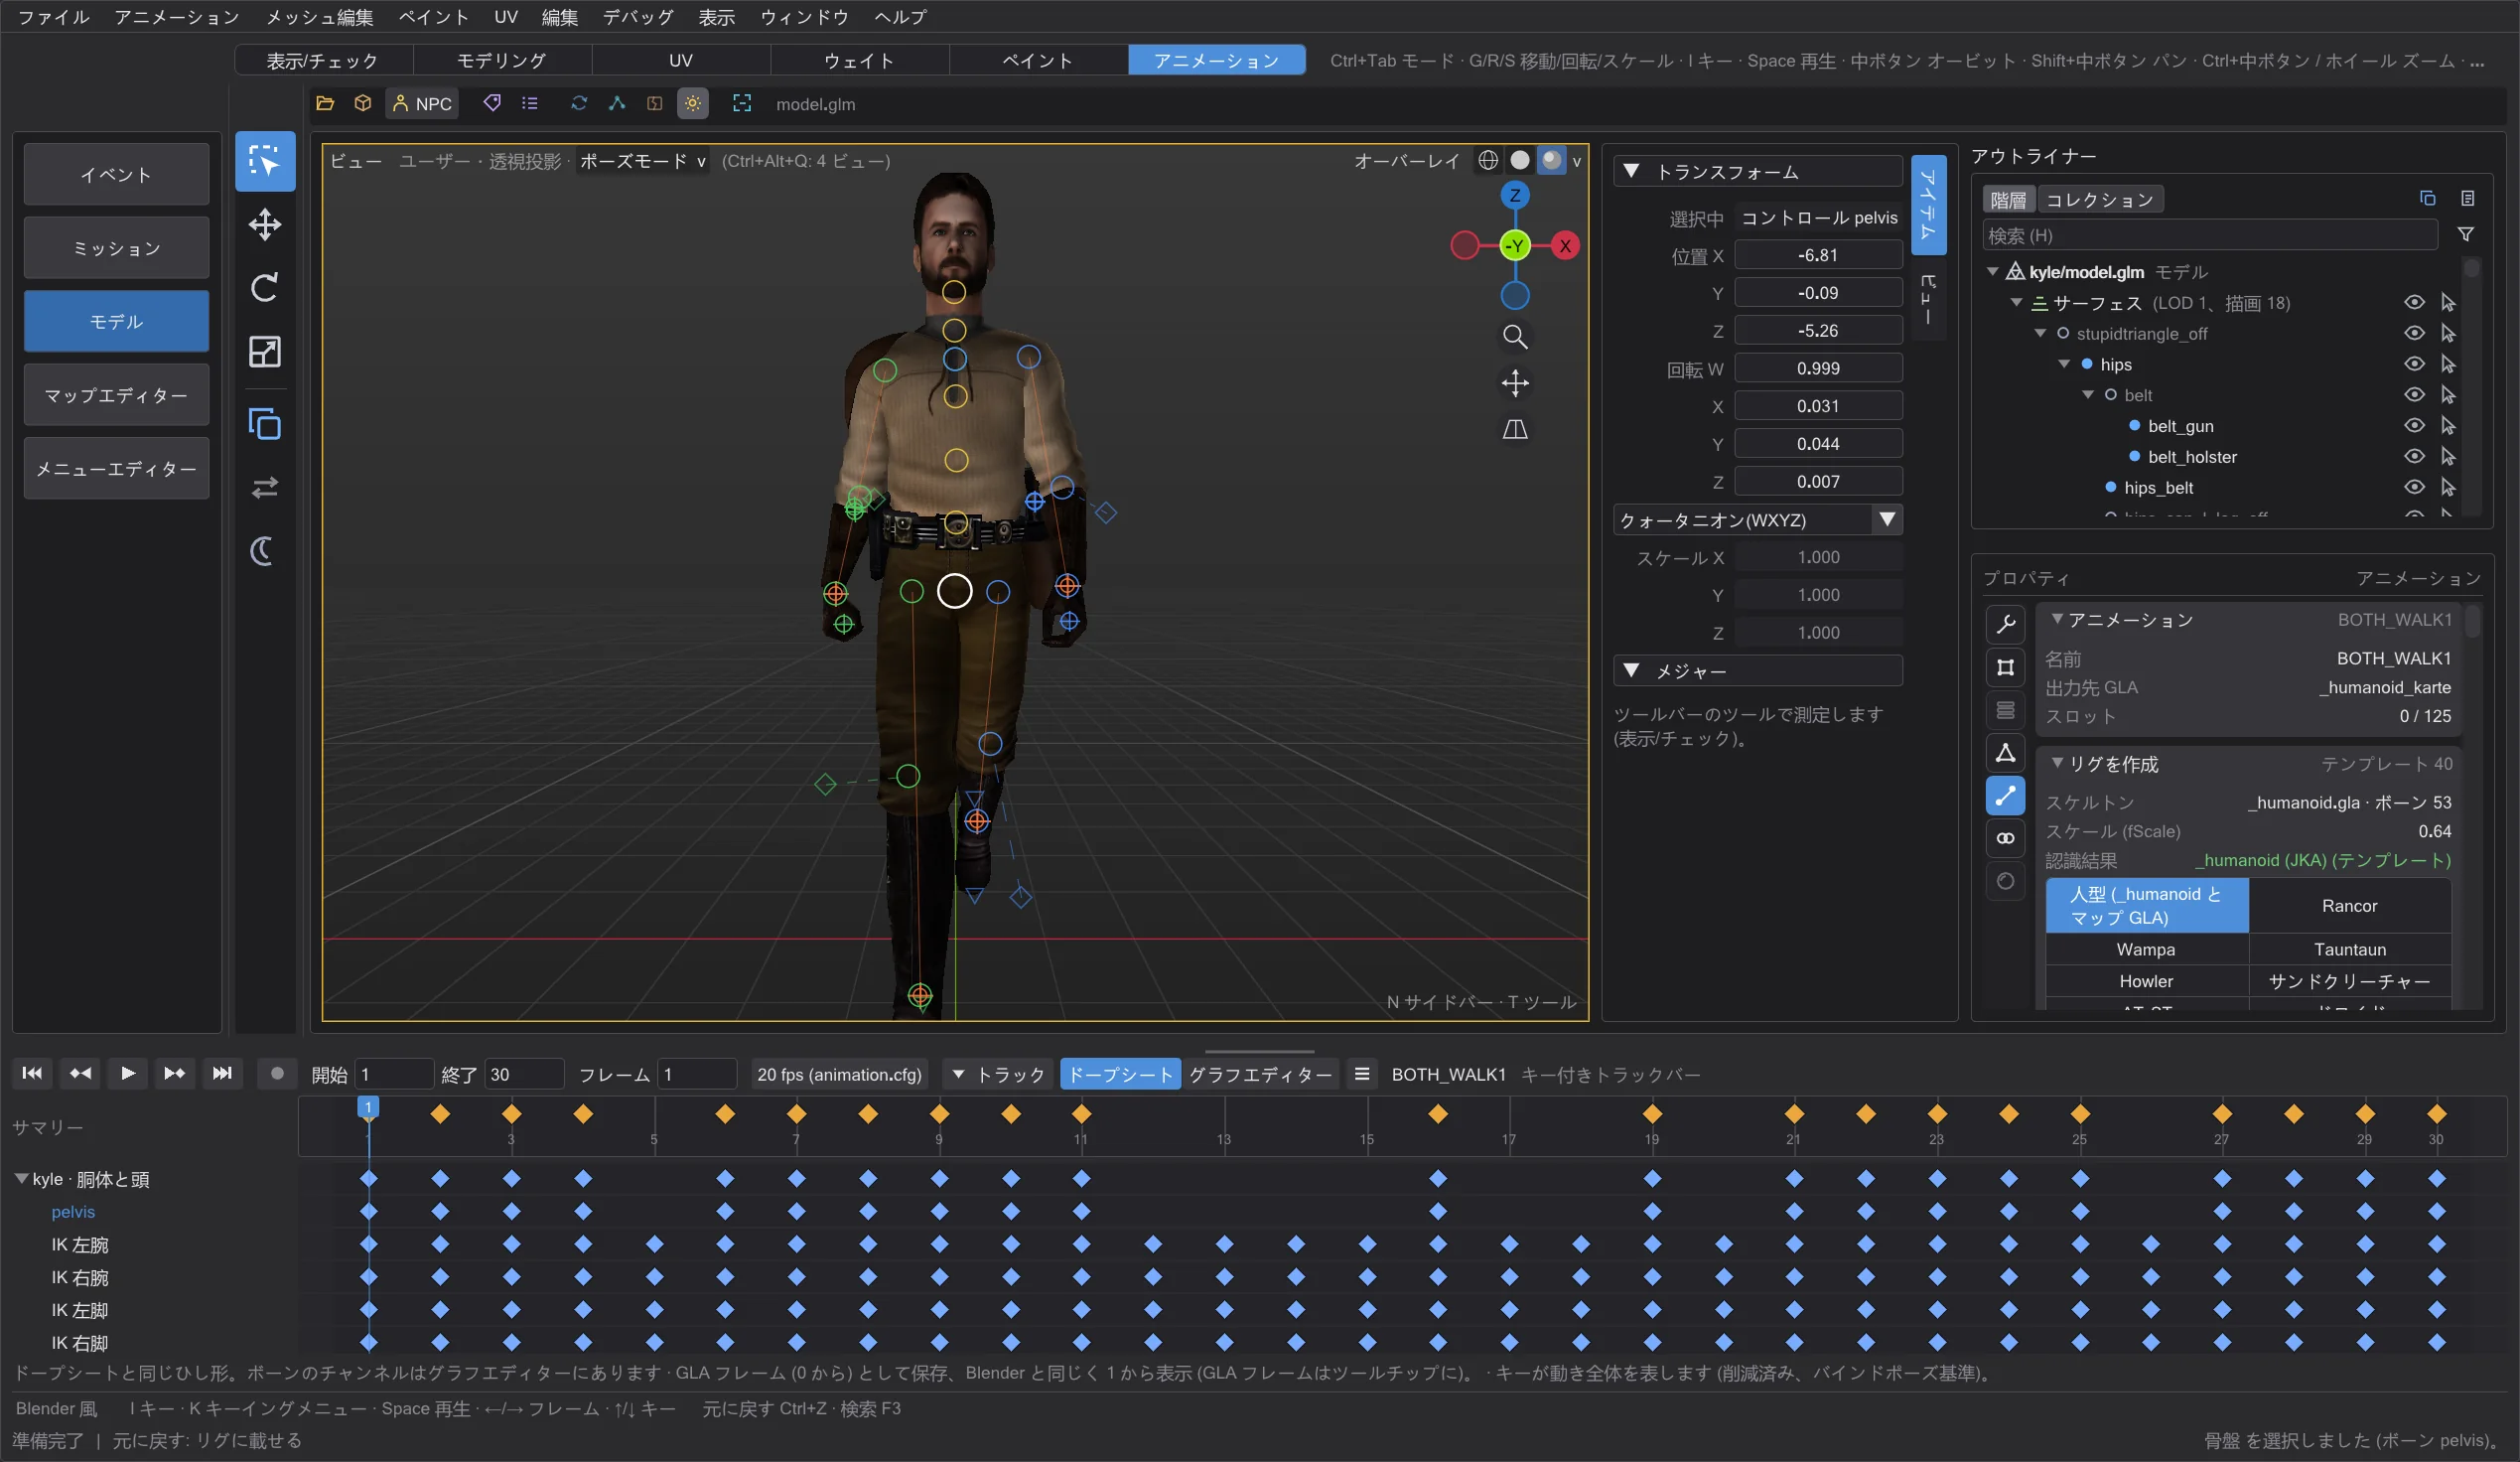 ファイル アニメーション メッシュ編集 ペイント UV 編集 デバッグ 表示 ウィンドウ ヘルプ
表示/チェック モデリング UV ウェイト ペイント アニメーション Ctrl+Tab モード · G/R/S 移動/回転/スケール · I キー · Space 再生 · 中ボタン オービット · Shift+中ボタン パン · Ctrl+中ボタン / ホイール ズーム · ...
NPC model.glm
イベント
ミッション
モデル
マップエディター
メニューエディター
ビュー ユーザー · 透視投影 · ポーズモード v (Ctrl+Alt+Q: 4 ビュー) オーバーレイ v
Z
-Y X
N サイドバー · T ツール
トランスフォーム
選択中 コントロール pelvis
位置 X -6.81
Y -0.09
Z -5.26
回転 W 0.999
X 0.031
Y 0.044
Z 0.007
クォータニオン(WXYZ)
スケール X 1.000
Y 1.000
Z 1.000
メジャー
ツールバーのツールで測定します
(表示/チェック)。
アイテム
ビュー
アウトライナー
階層 コレクション
検索 (H)
kyle/model.glm モデル
サーフェス (LOD 1、描画 18)
stupidtriangle_off
hips
belt
belt_gun
belt_holster
hips_belt
プロパティ アニメーション
アニメーション BOTH_WALK1
名前 BOTH_WALK1
出力先 GLA _humanoid_karte
スロット 0 / 125
リグを作成 テンプレート 40
スケルトン _humanoid.gla · ボーン 53
スケール (fScale) 0.64
認識結果 _humanoid (JKA) (テンプレート)
人型 (_humanoid と
マップ GLA) Rancor
Wampa Tauntaun
Howler サンドクリーチャー
開始 1 終了 30 フレーム 1 20 fps (animation.cfg) トラック ドープシート グラフエディター BOTH_WALK1 キー付きトラックバー
サマリー
1
1 3 5 7 9 11 13 15 17 19 21 23 25 27 29 30
kyle · 胴体と頭
pelvis
IK 左腕
IK 右腕
IK 左脚
IK 右脚
ドープシートと同じひし形。ボーンのチャンネルはグラフエディターにあります · GLA フレーム (0 から) として保存、Blender と同じく 1 から表示 (GLA フレームはツールチップに)。 · キーが動き全体を表します (削減済み、バインドポーズ基準)。
Blender 風 I キー · K キーイングメニュー · Space 再生 · ←/→ フレーム · ↑/↓ キー 元に戻す Ctrl+Z · 検索 F3
準備完了 | 元に戻す: リグに載せる 骨盤 を選択しました (ボーン pelvis)。